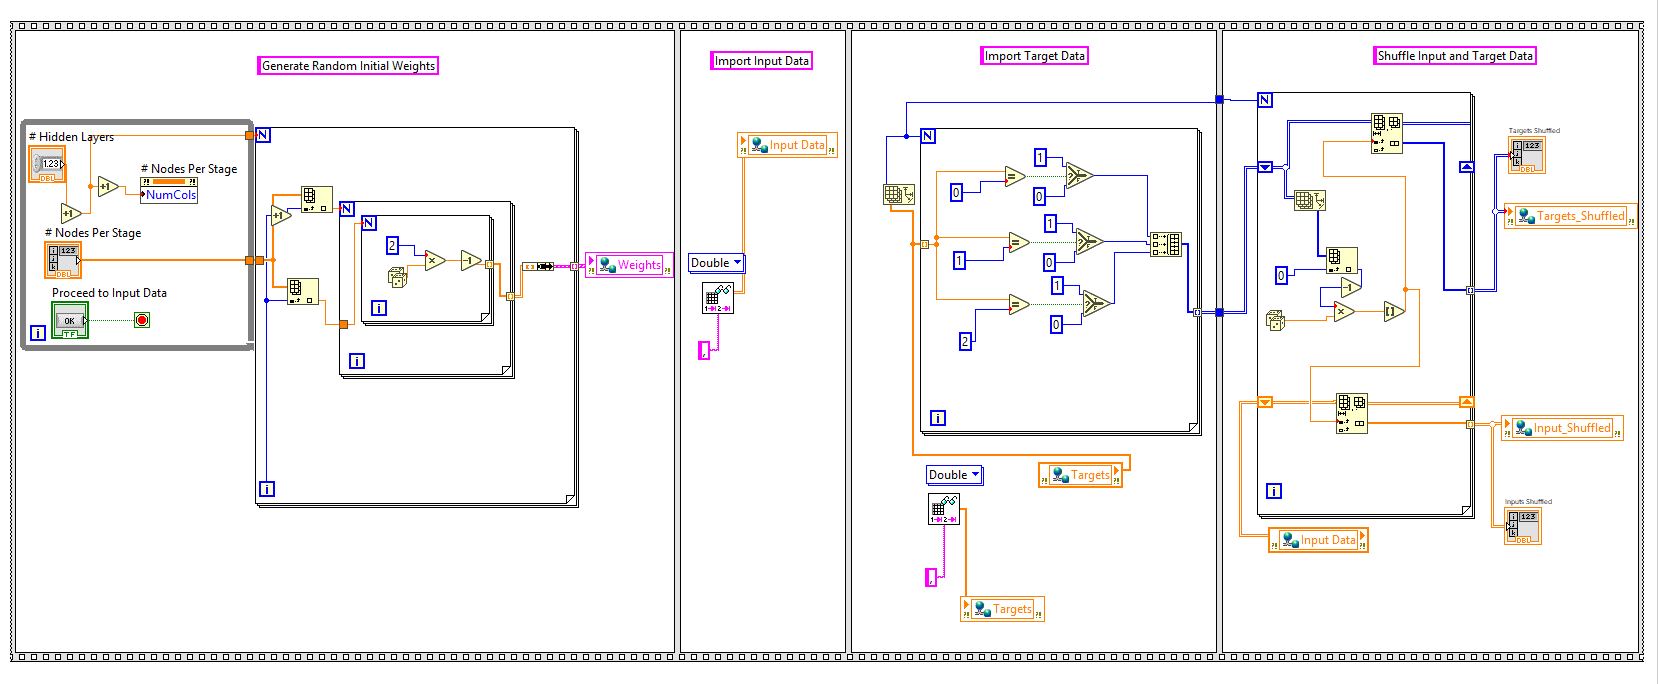 Generate Random Initial Weights
# Hidden Layers
1.23
DBL
+1
+1
# Nodes Per Stage
NumCols
# Nodes Per Stage
1.23
DBL
Proceed to Input Data
OK
TF
i
N
+1
N
N
2
×
-1
i
i
i
Weights
Import Input Data
Input Data
Double
,
Import Target Data
N
0
=
1
0
?
1
=
1
0
?
2
=
1
0
?
i
Targets
Double
,
Targets
Shuffle Input and Target Data
N
0
-1
×
[]
i
Input Data
Targets Shuffled
123
DBL
Targets_Shuffled
Input_Shuffled
Inputs Shuffled
123
DBL